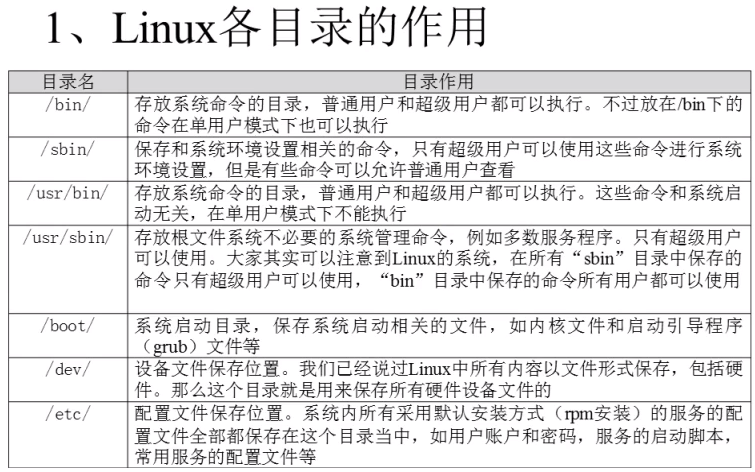 1、Linux各目录的作用
目录名 目录作用
/bin/ 存放系统命令的目录，普通用户和超级用户都可以执行。不过放在/bin下的
命令在单用户模式下也可以执行
/sbin/ 保存和系统环境设置相关的命令，只有超级用户可以使用这些命令进行系统
环境设置，但是有些命令可以允许普通用户查看
/usr/bin/ 存放系统命令的目录，普通用户和超级用户都可以执行。这些命令和系统启
动无关，在单用户模式下不能执行
/usr/sbin/ 存放根文件系统不必要的系统管理命令，例如多数服务程序。只有超级用户
可以使用。大家其实可以注意到Linux的系统，在所有“sbin”目录中保存的
命令只有超级用户可以使用，“bin”目录中保存的命令所有用户都可以使用
/boot/ 系统启动目录，保存系统启动相关的文件，如内核文件和启动引导程序
（grub）文件等
/dev/ 设备文件保存位置。我们已经说过Linux中所有内容以文件形式保存，包括硬
件。那么这个目录就是用来保存所有硬件设备文件的
/etc/ 配置文件保存位置。系统内所有采用默认安装方式（rpm安装）的服务的配
置文件全部都保存在这个目录当中，如用户账户和密码，服务的启动脚本，
常用服务的配置文件等